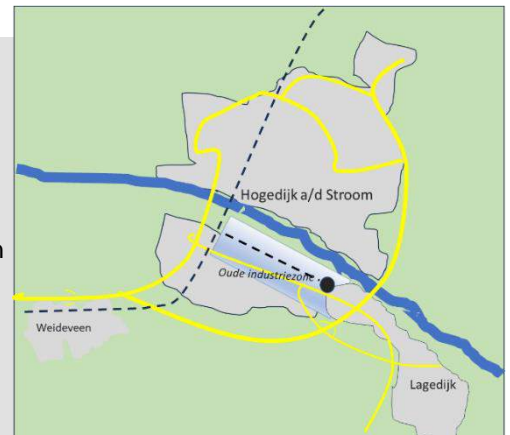 Hogedijk a/d Stroom
n
Oude industriezone
Weideveen
Lagedijk